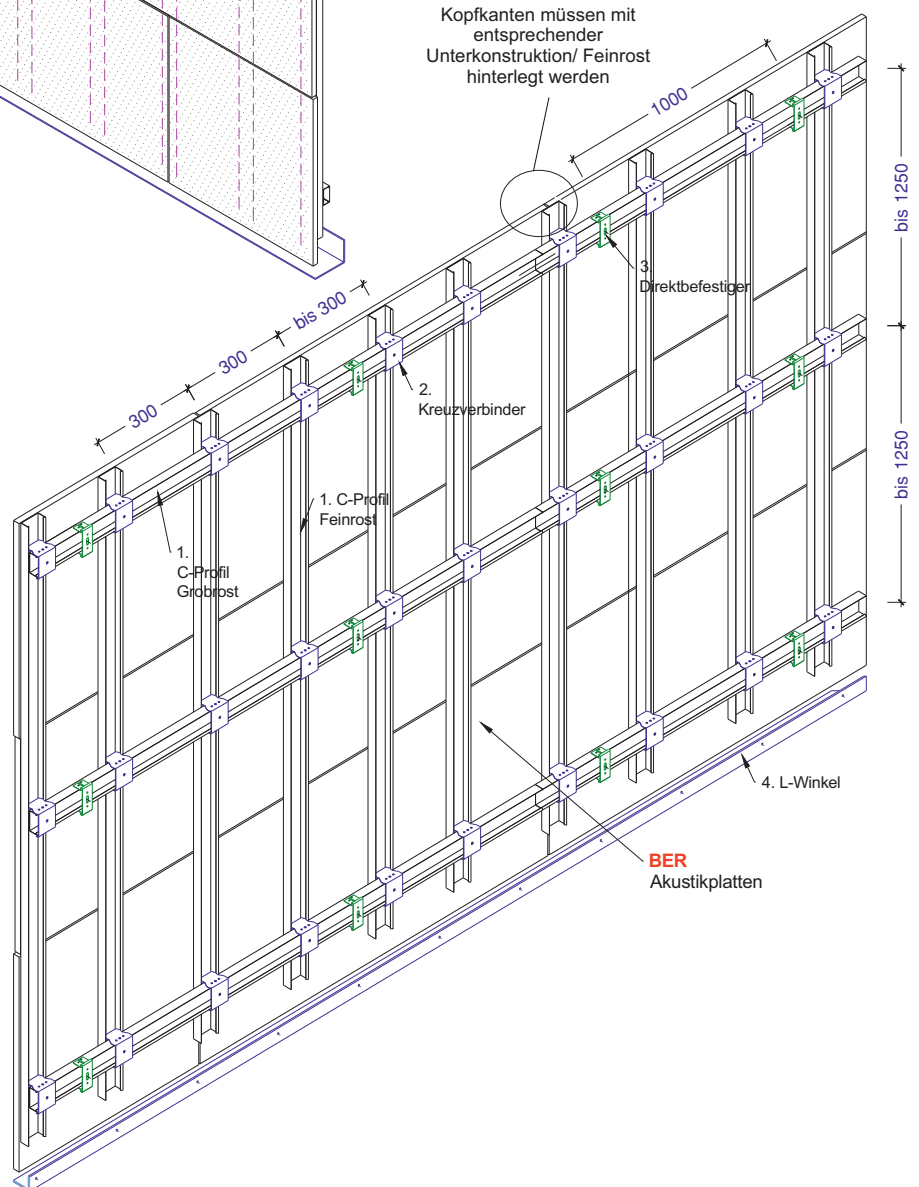 Kopfkanten müssen mit
entsprechender
Unterkonstruktion/ Feinrost
hinterlegt werden
1000
bis 1250
3.
Direktbefestiger
bis 300
300
300
2.
Kreuzverbinder
bis 1250
1. C-Profil
Feinrost
1.
C-Profil
Grobrost
4. L-Winkel
BER
Akustikplatten